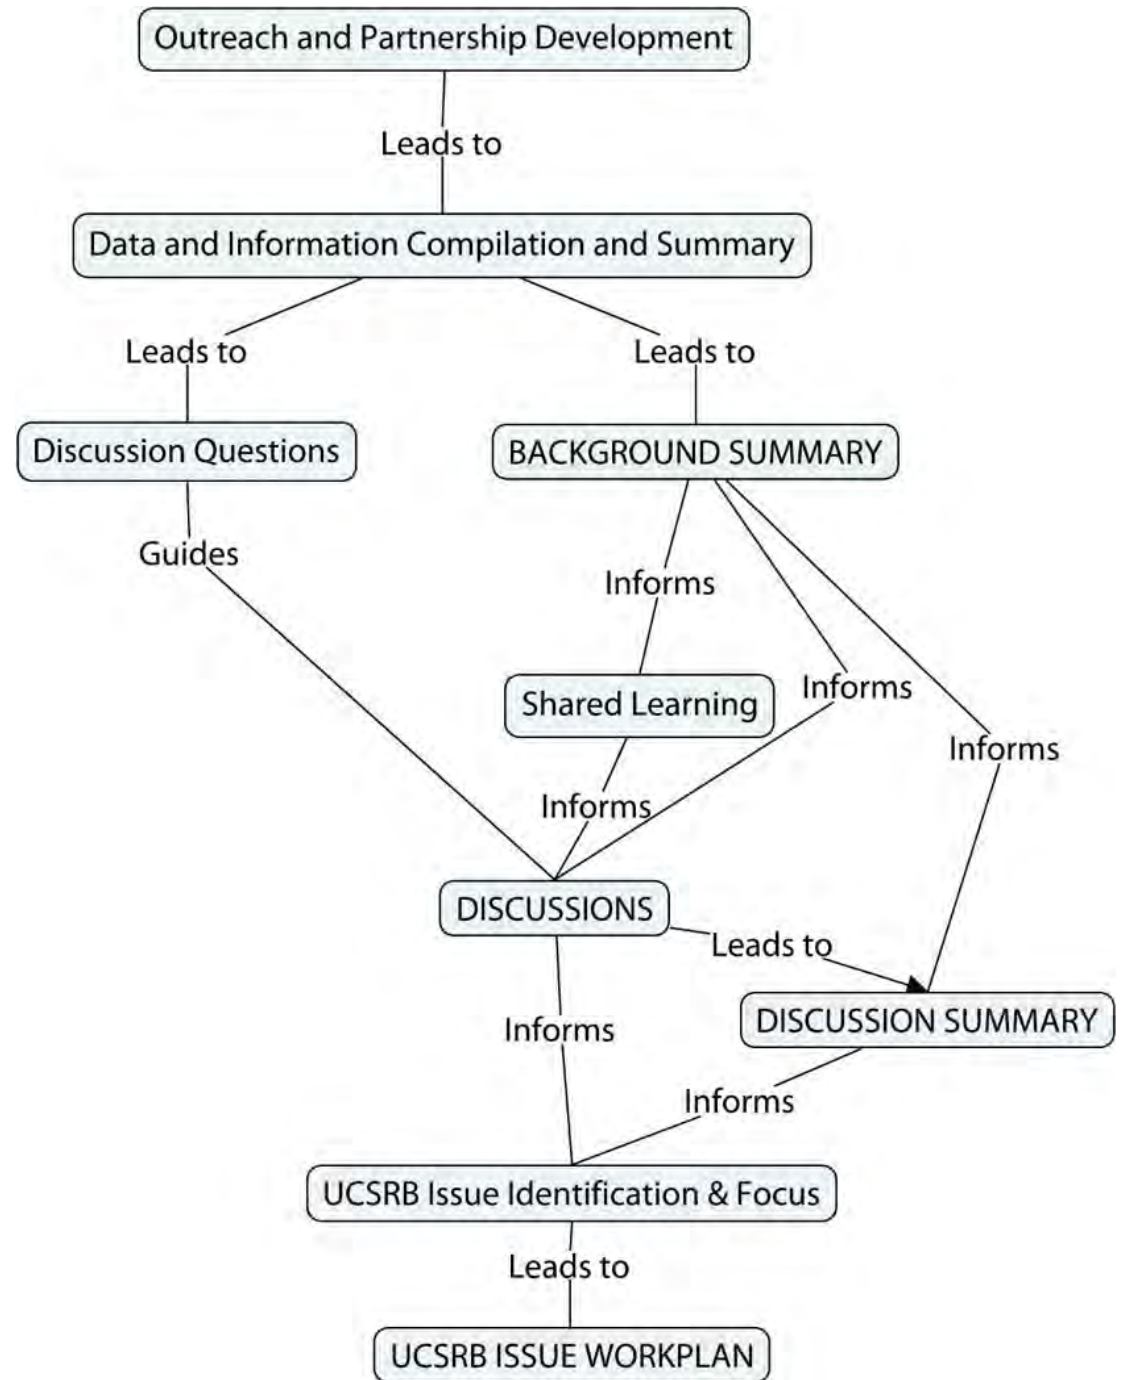 Outreach and Partnership Development
Leads to
Data and Information Compilation and Summary
Leads to
Leads to
Discussion Questions
BACKGROUND SUMMARY
Guides
Informs
Shared Learning
Informs
Informs
Informs
DISCUSSIONS
Leads to
DISCUSSION SUMMARY
Informs
Informs
UCSRB Issue Identification & Focus
Leads to
UCSRB ISSUE WORKPLAN